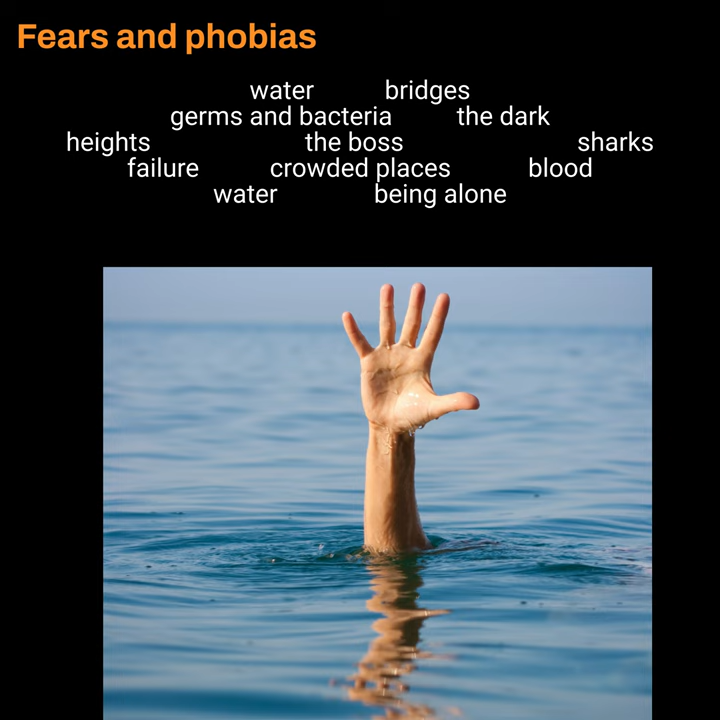 Fears and phobias
water bridges
germs and bacteria the dark
heights the boss sharks
failure crowded places blood
water being alone